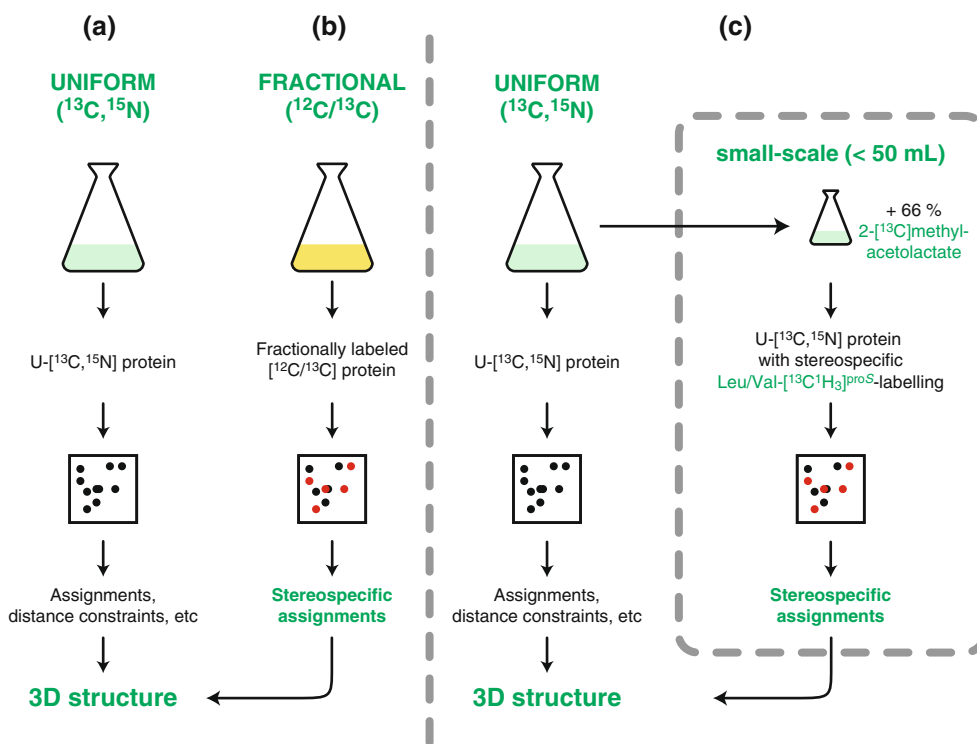 (a)
UNIFORM
(¹³C,¹⁵N)
U-[¹³C,¹⁵N] protein
Assignments,
distance constraints, etc
3D structure
(b)
FRACTIONAL
(¹²C/¹³C)
Fractionally labeled
[¹²C/¹³C] protein
Stereospecific
assignments
(c)
UNIFORM
(¹³C,¹⁵N)
U-[¹³C,¹⁵N] protein
Assignments,
distance constraints, etc
3D structure
small-scale (< 50 mL)
+ 66 %
2-[¹³C]methyl-
acetolactate
U-[¹³C,¹⁵N] protein
with stereospecific
Leu/Val-[¹³C¹H₃]ᵖʳᵒS-labelling
Stereospecific
assignments